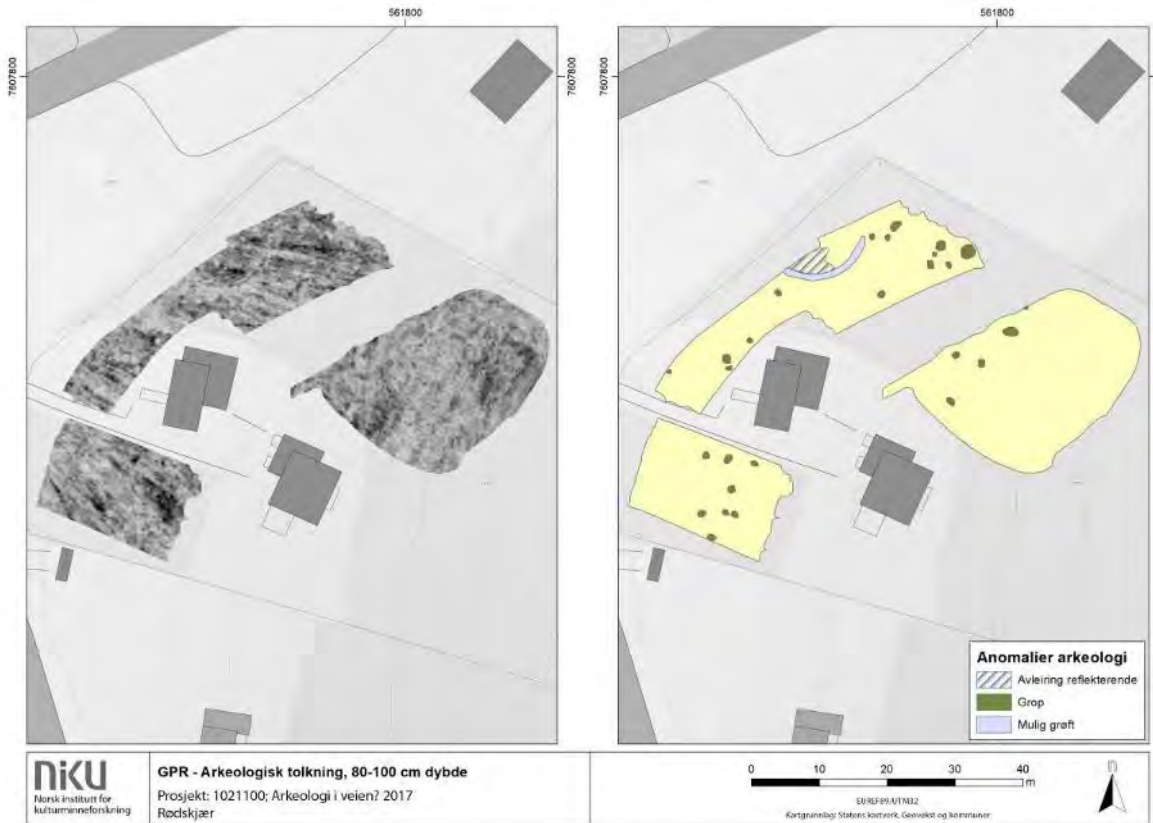 561800
561800
7607800
7607800
7607800
Anomalier arkeologi
Avleiring reflekterende
Grop
Mulig grøft
niku
Norsk institutt for
kulturminneforskning
GPR - Arkeologisk tolkning, 80-100 cm dybde
Prosjekt: 1021100; Arkeologi i veien? 2017
Rødskjær
0 10 20 30 40
m
EUREF89/UTM32
Kartgrunnlag: Statens kartverk, Geovekst og kommuner
n